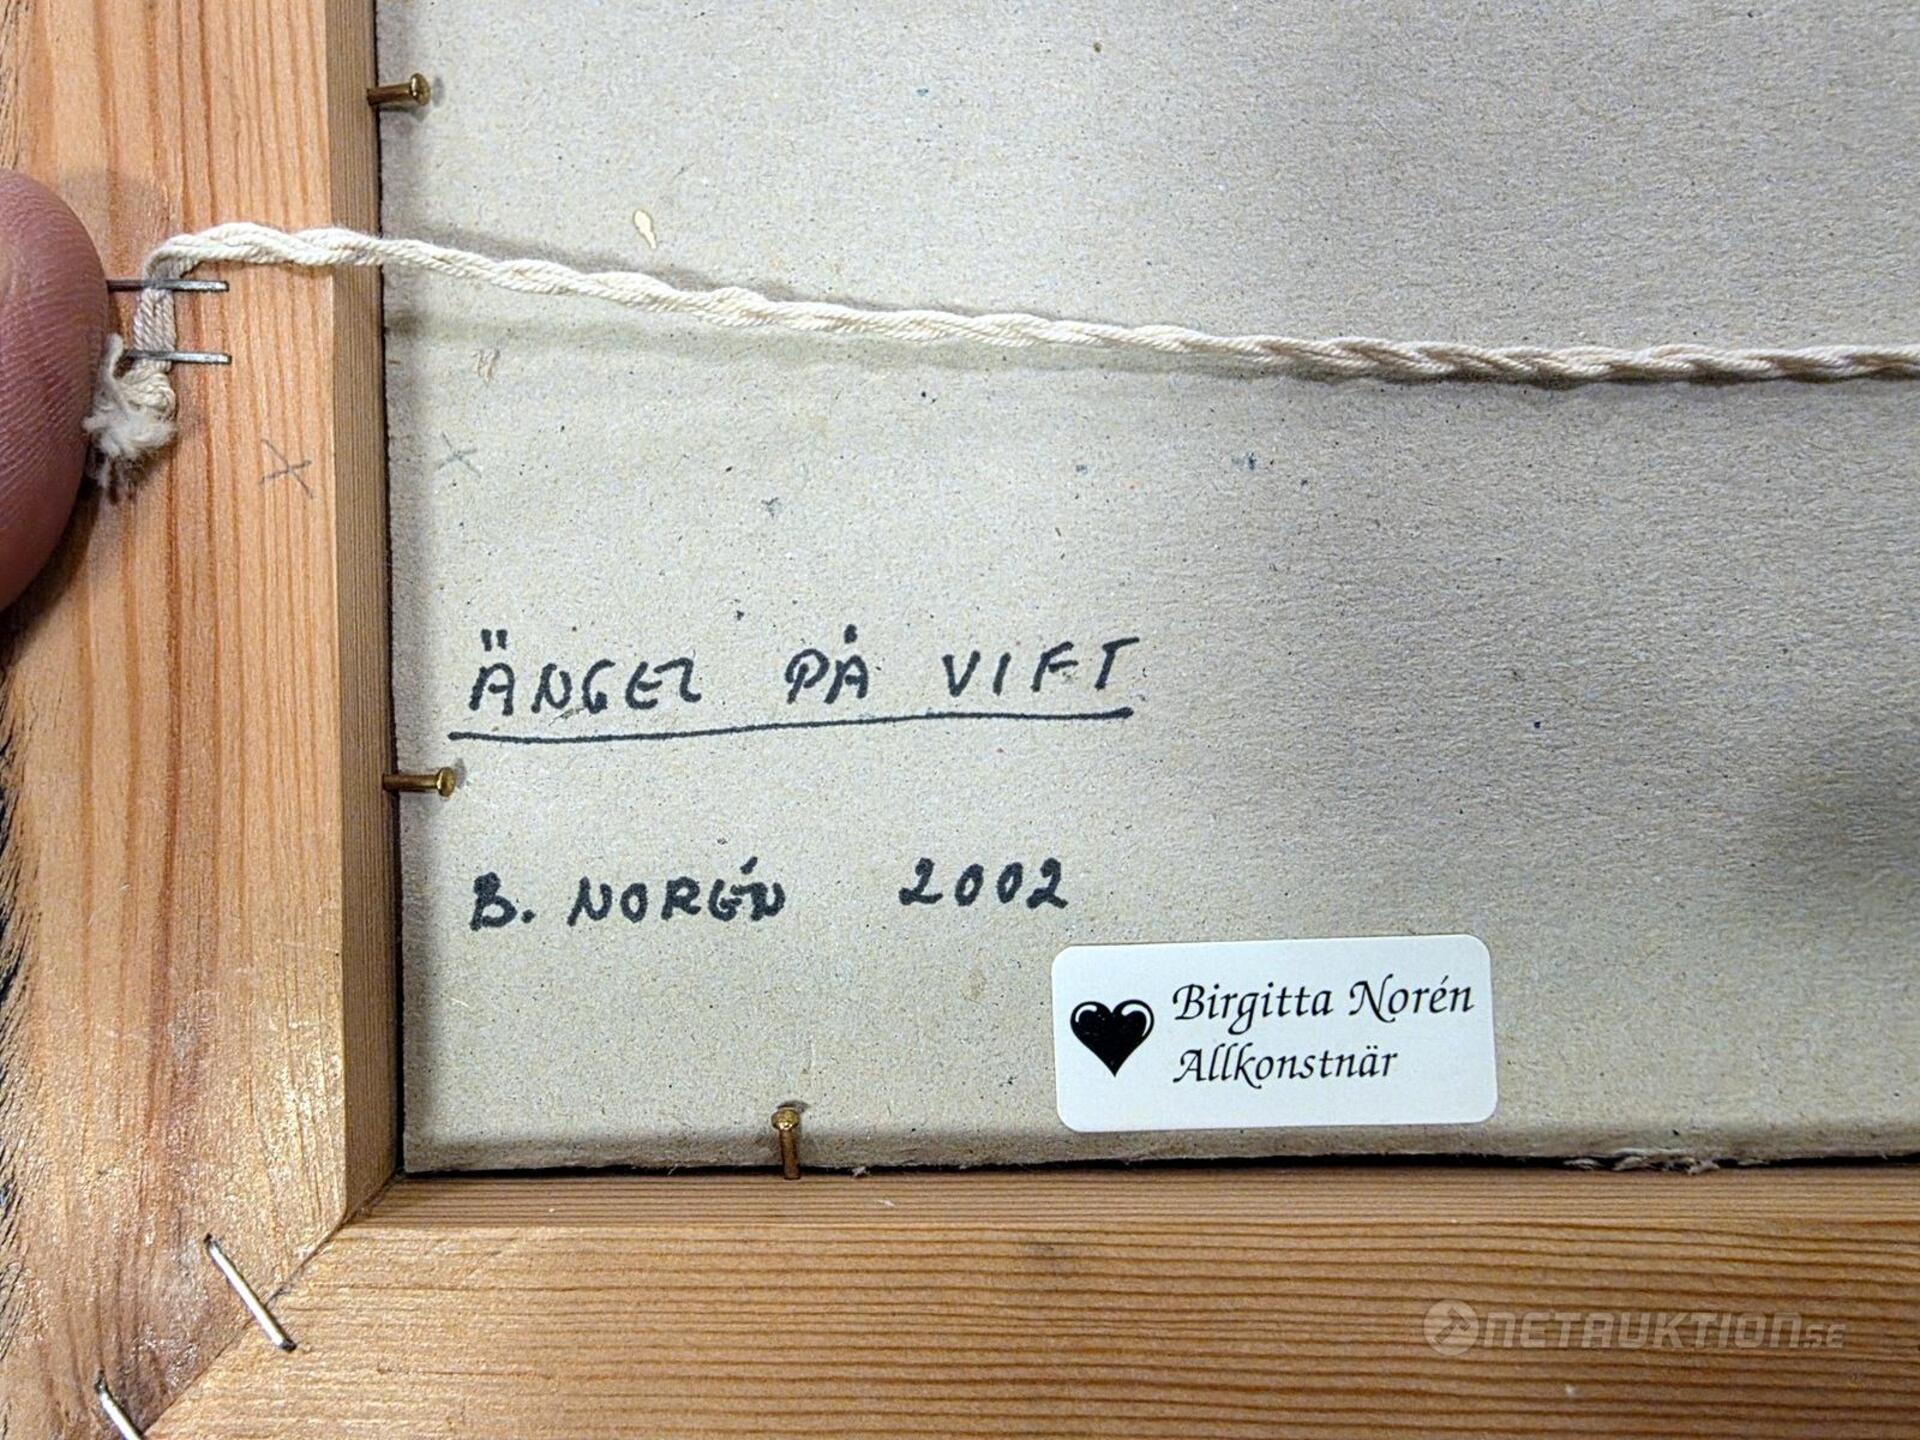 ÄNGEL PÅ VIFT
B. NORÉN 2002
Birgitta Norén
Allkonstnär
NETAUKTION.SE